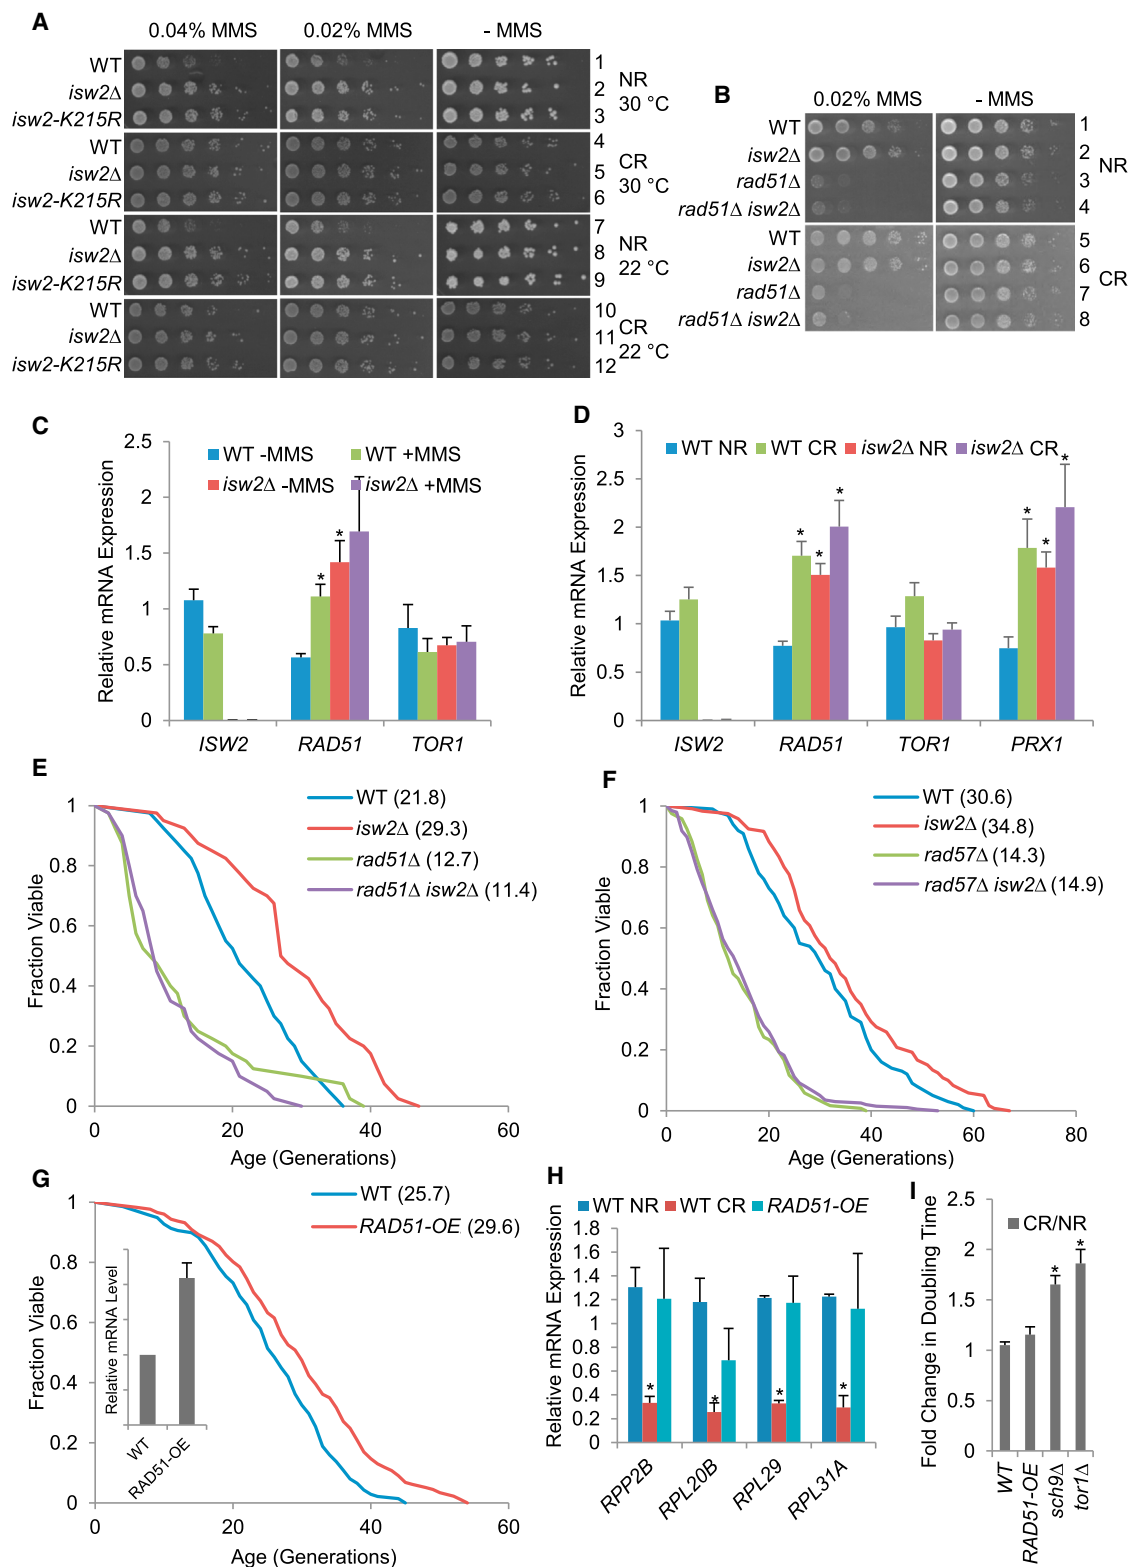 A
0.04% MMS
0.02% MMS
- MMS
WT
1
isw2Δ
2
NR
isw2-K215R
3
30 °C
WT
4
isw2Δ
5
CR
isw2-K215R
6
30 °C
WT
7
isw2Δ
8
NR
isw2-K215R
9
22 °C
WT
10
isw2Δ
11
CR
isw2-K215R
12
22 °C
B
0.02% MMS
- MMS
WT
1
isw2Δ
2
rad51Δ
3
NR
rad51Δ isw2Δ
4
WT
5
isw2Δ
6
rad51Δ
7
CR
rad51Δ isw2Δ
8
C
Relative mRNA Expression
2.5
2
1.5
1
0.5
0
WT -MMS
WT +MMS
isw2Δ -MMS
isw2Δ +MMS
*
*
ISW2
RAD51
TOR1
D
Relative mRNA Expression
3
2.5
2
1.5
1
0.5
0
WT NR
WT CR
isw2Δ NR
isw2Δ CR
*
*
*
*
*
*
ISW2
RAD51
TOR1
PRX1
E
Fraction Viable
1
0.8
0.6
0.4
0.2
0
WT (21.8)
isw2Δ (29.3)
rad51Δ (12.7)
rad51Δ isw2Δ (11.4)
0
20
40
60
Age (Generations)
F
Fraction Viable
1
0.8
0.6
0.4
0.2
0
WT (30.6)
isw2Δ (34.8)
rad57Δ (14.3)
rad57Δ isw2Δ (14.9)
0
20
40
60
80
Age (Generations)
G
Fraction Viable
1
0.8
0.6
0.4
0.2
0
WT (25.7)
RAD51-OE (29.6)
Relative mRNA Level
WT
RAD51-OE
0
20
40
60
Age (Generations)
H
Relative mRNA Expression
WT NR
WT CR
RAD51-OE
1.8
1.6
1.4
1.2
1
0.8
0.6
0.4
0.2
0
*
*
*
*
RPP2B
RPL20B
RPL29
RPL31A
I
Fold Change in Doubling Time
2.5
2
1.5
1
0.5
0
CR/NR
*
*
WT
RAD51-OE
sch9Δ
tor1Δ